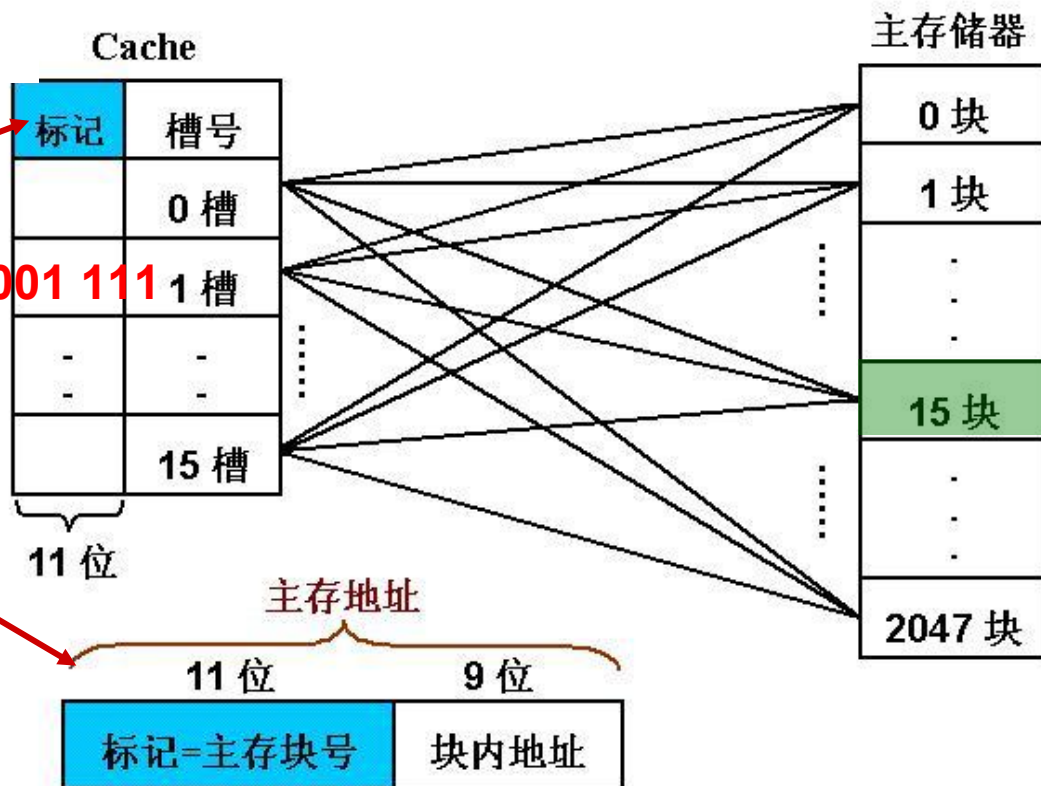 Cache
主存储器
标记 槽号
0 槽
001 111 1 槽
- -
- -
15 槽
11 位
0 块
1 块
.
.
.
15 块
.
.
.
2047 块
主存地址
11 位 9 位
标记=主存块号 块内地址